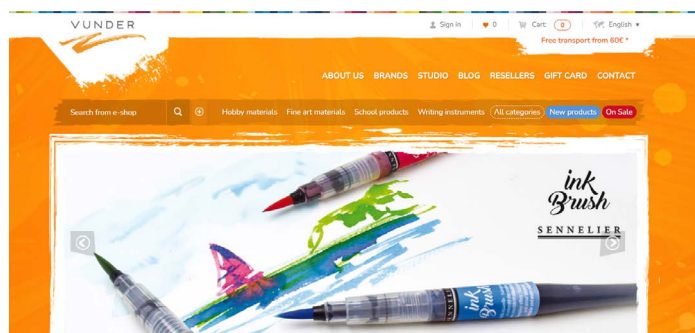 VUNDER
Sign in 0 Cart: 0 English
Free transport from 60€ *
ABOUT US BRANDS STUDIO BLOG RESELLERS GIFT CARD CONTACT
Search from e-shop Hobby materials Fine art materials School products Writing instruments All categories New products On Sale
ink
Brush
SENNELIER
ink
Brush